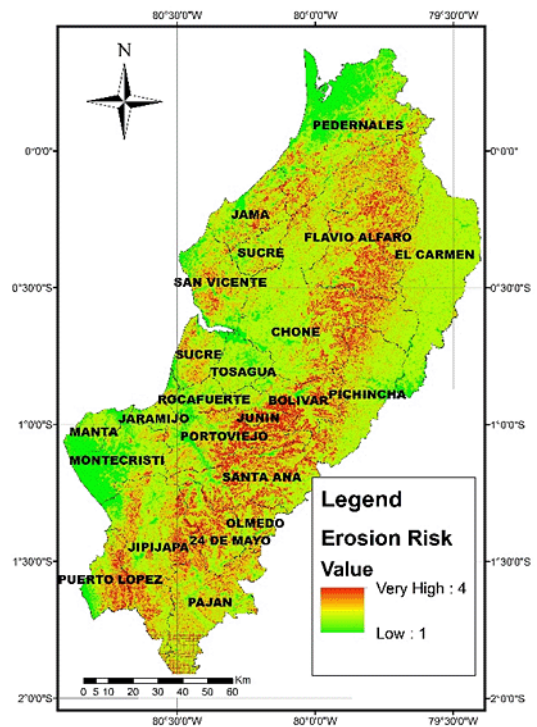 80°30'0"W 80°0'0"W 79°30'0"W
N
PEDERNALES
0°0'0" 0°0'0"
JAMA
FLAVIO ALFARO
SUCRE
EL CARMEN
SAN VICENTE
0°30'0"S 0°30'0"S
CHONE
SUCRE
TOSAGUA
PICHINCHA
ROCAFUERTE BOLIVAR
JARAMIJO JUNIN
1°0'0"S 1°0'0"S
MANTA
PORTOVIEJO
MONTECRISTI
SANTA ANA
Legend
OLMEDO
Erosion Risk
24 DE MAYO
JIPIJAPA
1°30'0"S 1°30'0"S
Value
PUERTO LOPEZ
Very High : 4
PAJAN
Low : 1
Km
0 5 10 20 30 40 50 60
2°0'0"S 2°0'0"S
80°30'0"W 80°0'0"W 79°30'0"W